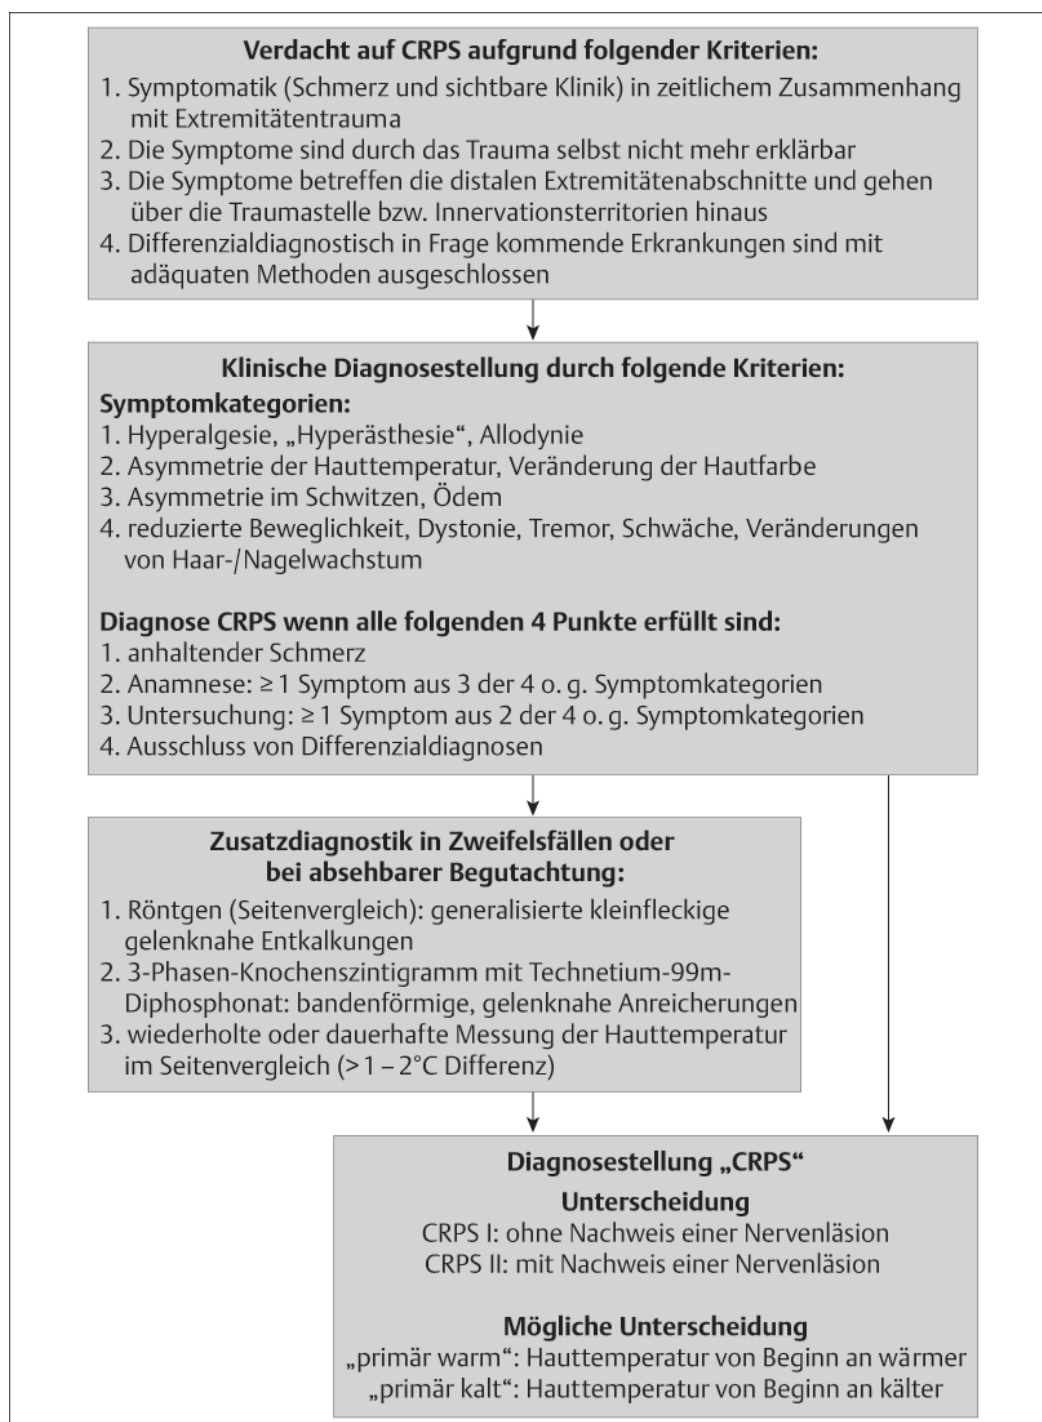 Verdacht auf CRPS aufgrund folgender Kriterien:
1. Symptomatik (Schmerz und sichtbare Klinik) in zeitlichem Zusammenhang
mit Extremitätentrauma
2. Die Symptome sind durch das Trauma selbst nicht mehr erklärbar
3. Die Symptome betreffen die distalen Extremitätenabschnitte und gehen
über die Traumastelle bzw. Innervationsterritorien hinaus
4. Differenzialdiagnostisch in Frage kommende Erkrankungen sind mit
adäquaten Methoden ausgeschlossen
Klinische Diagnosestellung durch folgende Kriterien:
Symptomkategorien:
1. Hyperalgesie, „Hyperästhesie“, Allodynie
2. Asymmetrie der Hauttemperatur, Veränderung der Hautfarbe
3. Asymmetrie im Schwitzen, Ödem
4. reduzierte Beweglichkeit, Dystonie, Tremor, Schwäche, Veränderungen
von Haar-/Nagelwachstum
Diagnose CRPS wenn alle folgenden 4 Punkte erfüllt sind:
1. anhaltender Schmerz
2. Anamnese: ≥ 1 Symptom aus 3 der 4 o. g. Symptomkategorien
3. Untersuchung: ≥ 1 Symptom aus 2 der 4 o. g. Symptomkategorien
4. Ausschluss von Differenzialdiagnosen
Zusatzdiagnostik in Zweifelsfällen oder
bei absehbarer Begutachtung:
1. Röntgen (Seitenvergleich): generalisierte kleinfleckige
gelenknahe Entkalkungen
2. 3-Phasen-Knochenszintigramm mit Technetium-99m-
Diphosphonat: bandenförmige, gelenknahe Anreicherungen
3. wiederholte oder dauerhafte Messung der Hauttemperatur
im Seitenvergleich (> 1 – 2°C Differenz)
Diagnosestellung „CRPS“
Unterscheidung
CRPS I: ohne Nachweis einer Nervenläsion
CRPS II: mit Nachweis einer Nervenläsion
Mögliche Unterscheidung
„primär warm“: Hauttemperatur von Beginn an wärmer
„primär kalt“: Hauttemperatur von Beginn an kälter